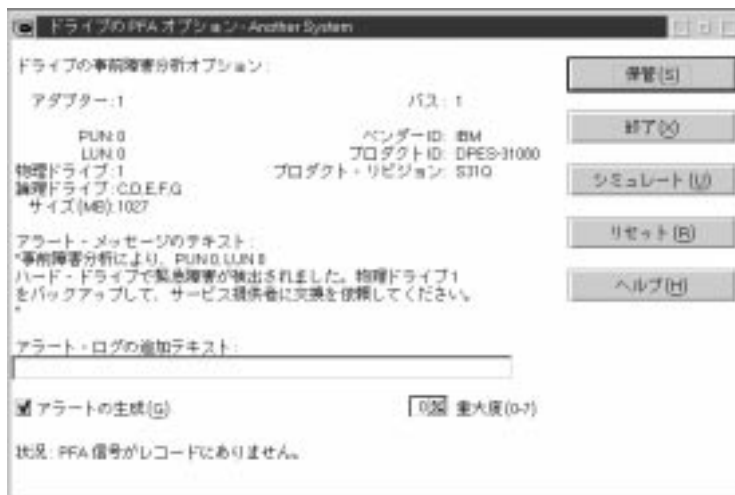 ドライブの PFA オプション - Another System
ドライブの事前障害分析オプション:
保管(S)
アダプター:1
バス: 1
終了(X)
PUN:0
ベンダーID: IBM
LUN:0
プロダクトID: DPES-31080
シミュレート(U)
物理ドライブ:1
プロダクト・リビジョン: S31Q
論理ドライブ:C,D,E,F,G
サイズ(MB):1027
リセット(R)
アラート・メッセージのテキスト:
"事前障害分析により、PUN 0, LUN 0
ハード・ドライブで緊急障害が検出されました。物理ドライブ 1
をバックアップして、サービス提供者に交換を依頼してください。
"
ヘルプ(H)
アラート・ログの追加テキスト:
アラートの生成(G)
0
重大度(0-7)
状況: PFA 信号がレコードにありません。